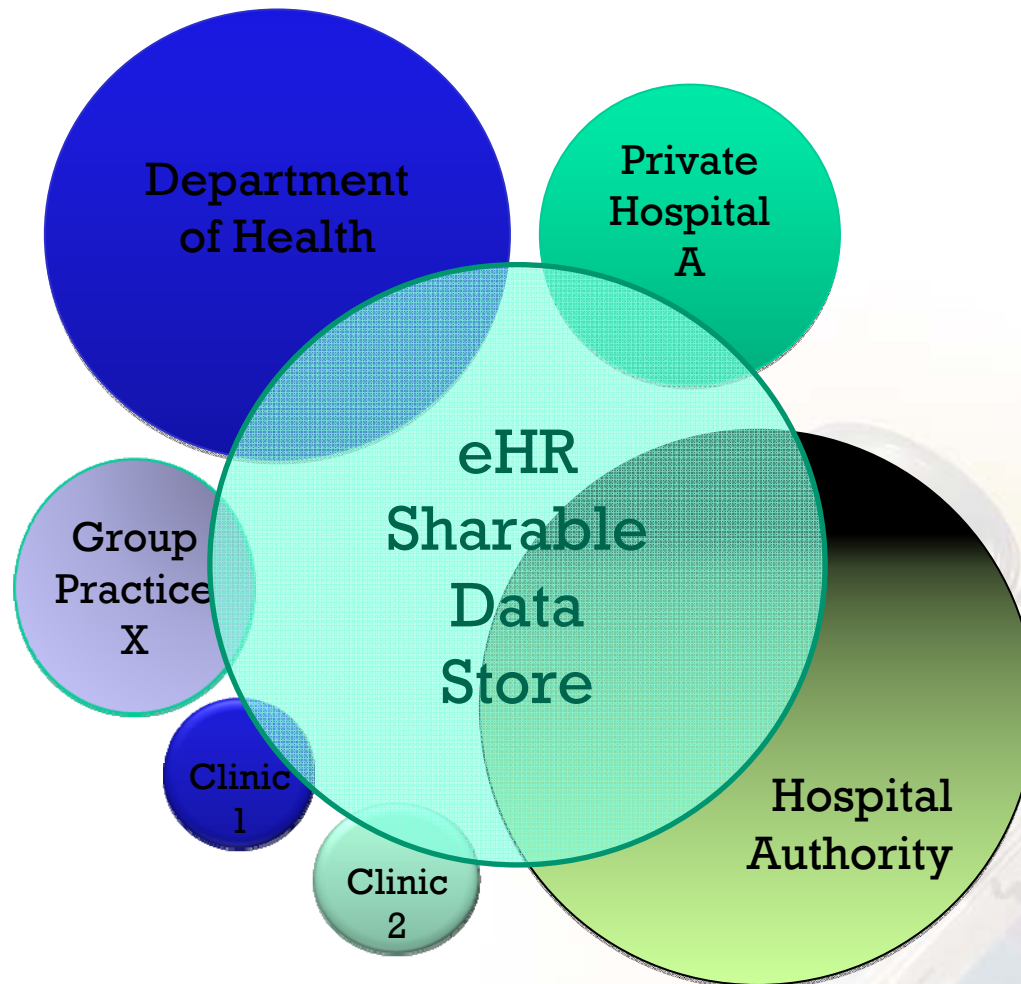 Department
of Health
Private
Hospital
A
eHR
Sharable
Data
Store
Group
Practice
X
Clinic
1
Clinic
2
Hospital
Authority